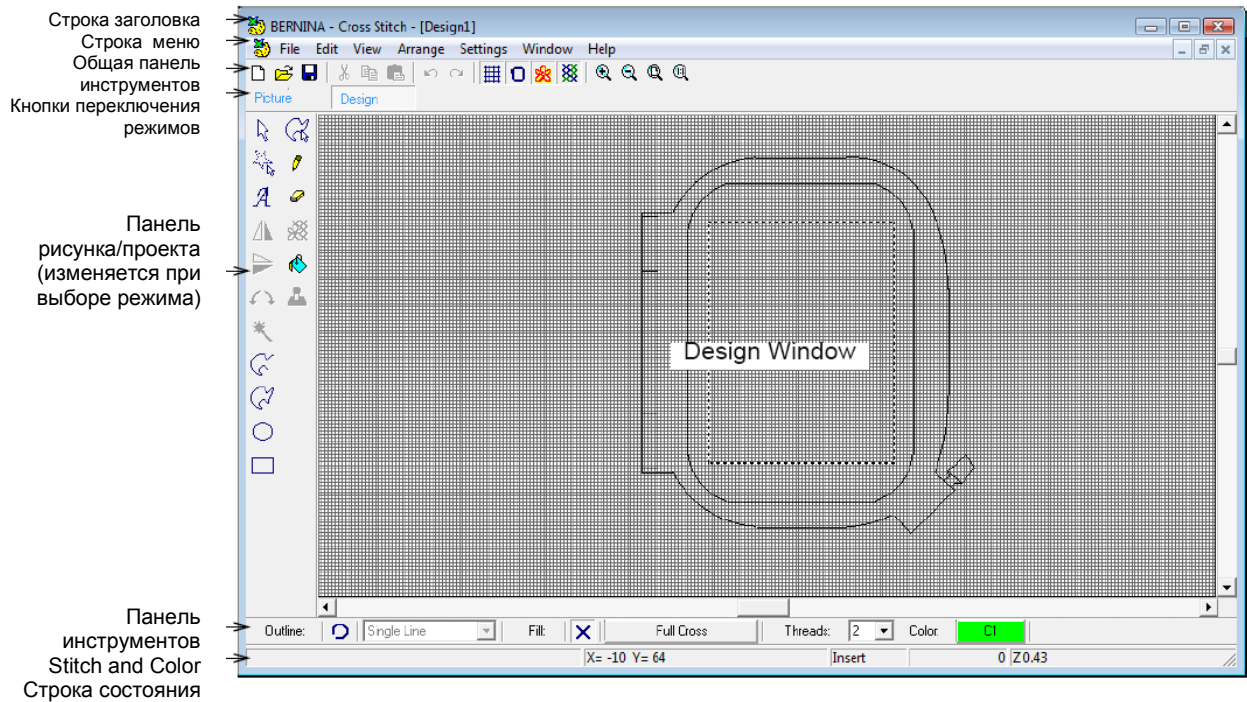 Строка заголовка
Строка меню
Общая панель
инструментов
Кнопки переключения
режимов
Панель
рисунка/проекта
(изменяется при
выборе режима)
Панель
инструментов
Stitch and Color
Строка состояния
BERNINA - Cross Stitch - [Design1]
File Edit View Arrange Settings Window Help
Picture Design
Design Window
Outline: Single Line Fill: Full Cross Threads: 2 Color: C1
X= -10 Y= 64 Insert 0 Z0.43